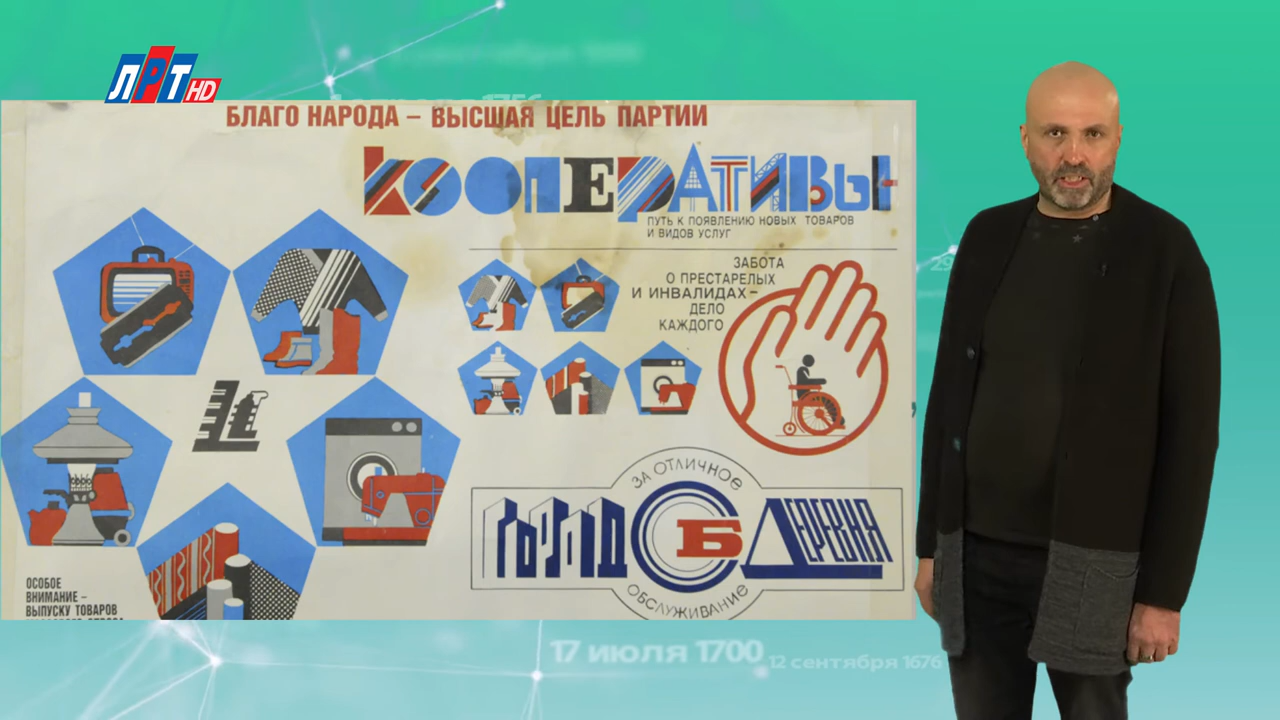 ЛРТ HD
БЛАГО НАРОДА – ВЫСШАЯ ЦЕЛЬ ПАРТИИ
КООПЕРАТИВЫ-
ПУТЬ К ПОЯВЛЕНИЮ НОВЫХ ТОВАРОВ
И ВИДОВ УСЛУГ
ЗАБОТА
О ПРЕСТАРЕЛЫХ
И ИНВАЛИДАХ–
ДЕЛО
КАЖДОГО
ЗА ОТЛИЧНОЕ
ГОРОД
СБ
ДЕРЕВНЯ
ОБСЛУЖИВАНИЕ
ОСОБОЕ
ВНИМАНИЕ –
ВЫПУСКУ ТОВАРОВ
17 июля 1700
12 сентября 1676